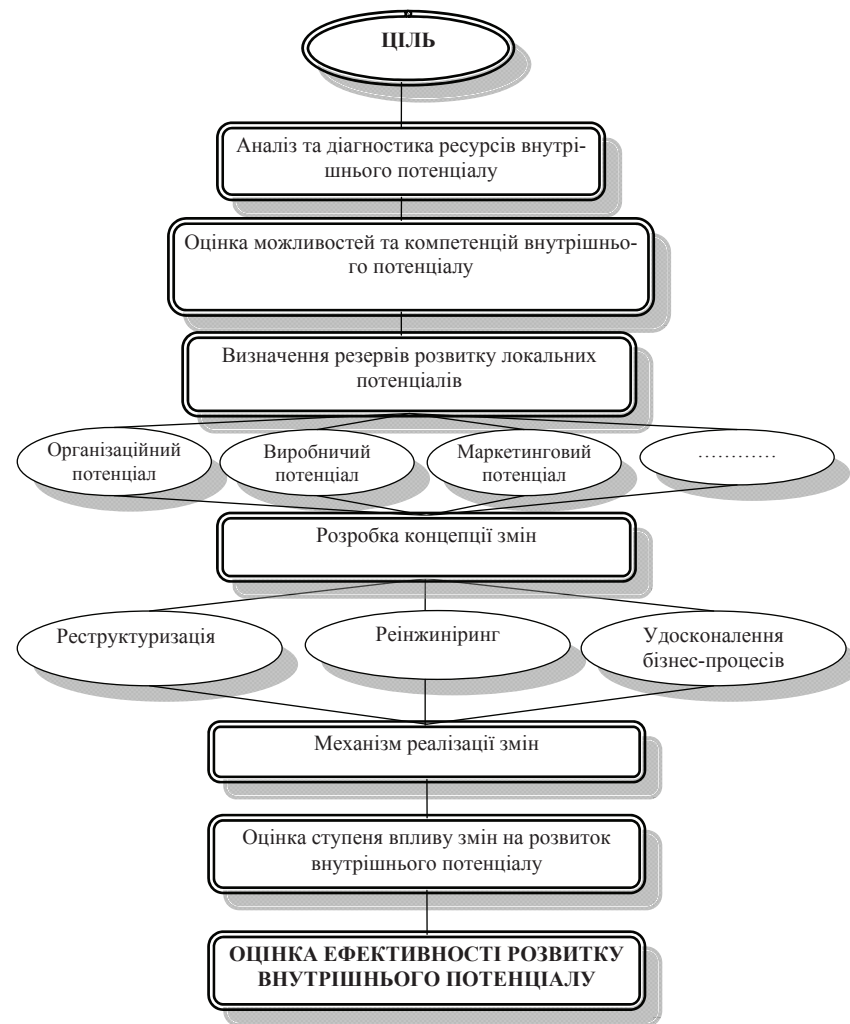 ЦІЛЬ
Аналіз та діагностика ресурсів внутрі-
шнього потенціалу
Оцінка можливостей та компетенцій внутрішньо-
го потенціалу
Визначення резервів розвитку локальних
потенціалів
Організаційний
потенціал
Виробничий
потенціал
Маркетинговий
потенціал
…………
Розробка концепції змін
Реструктуризація
Реінжиніринг
Удосконалення
бізнес-процесів
Механізм реалізації змін
Оцінка ступеня впливу змін на розвиток
внутрішнього потенціалу
ОЦІНКА ЕФЕКТИВНОСТІ РОЗВИТКУ
ВНУТРІШНЬОГО ПОТЕНЦІАЛУ